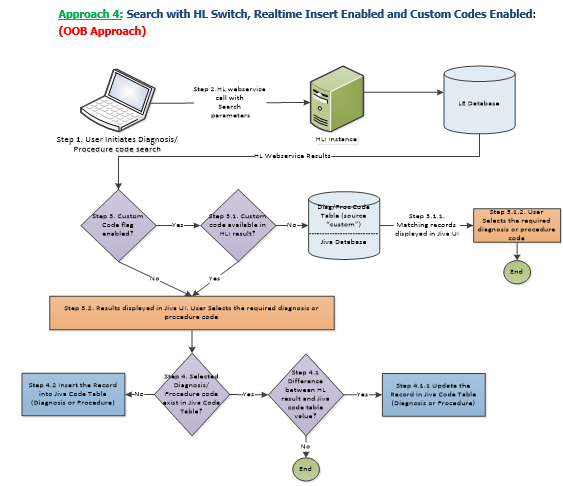 Approach 4: Search with HL Switch, Realtime Insert Enabled and Custom Codes Enabled:
(OOB Approach)
Step 2.HL webservice
call with
Search
parameters
LE Database
Step 1. User Initiates Diagnosis/
Procedure code search
HLI Instance
HL Webservice Results
Step 3. Custom
Code flag
enabled?
Yes
Step 3.1. Custom
code available in
HLI result?
No
Diag/Proc Code
Table (source
"custom")
Jiva Database
Step 3.1.1.
Matching records
displayed in Jiva UI
Step 3.1.2. User
Selects the required
diagnosis or procedure
code
End
No
Yes
Step 3.2. Results displayed in Jiva UI. User Selects the required diagnosis or
procedure code
Step 4.2 Insert the Record
into Jiva Code Table
(Diagnosis or Procedure)
No
Step 4. Selected
Diagnosis/
Procedure code
exist in Jiva Code
Table?
Yes
Step 4.1
Difference
between HL
result and Jiva
code table
value?
Yes
Step 4.1.1 Update the
Record in Jiva Code Table
(Diagnosis or Procedure)
No
End